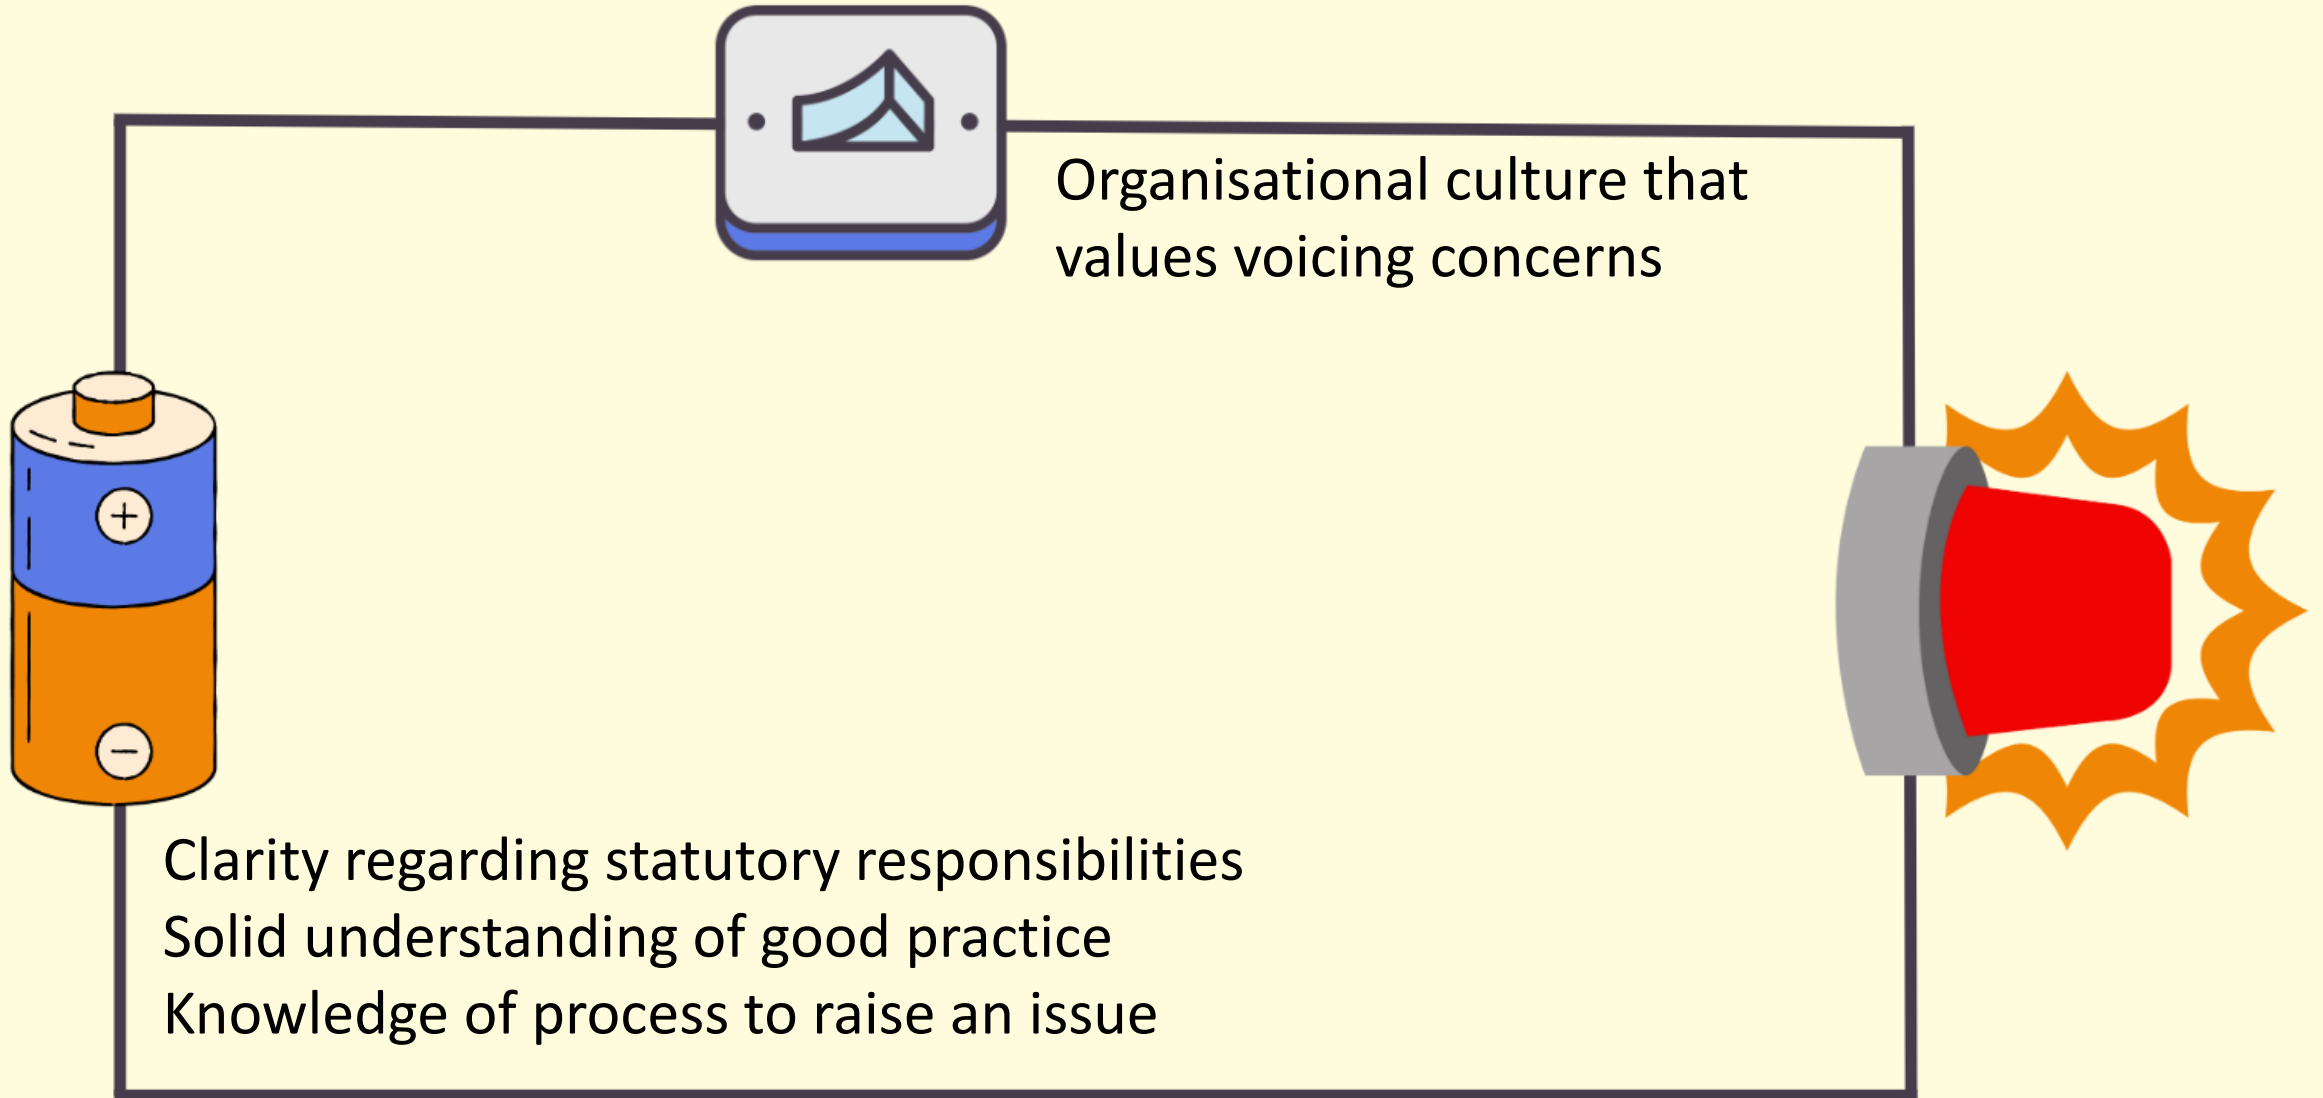 Organisational culture that
values voicing concerns
+
−
Clarity regarding statutory responsibilities
Solid understanding of good practice
Knowledge of process to raise an issue